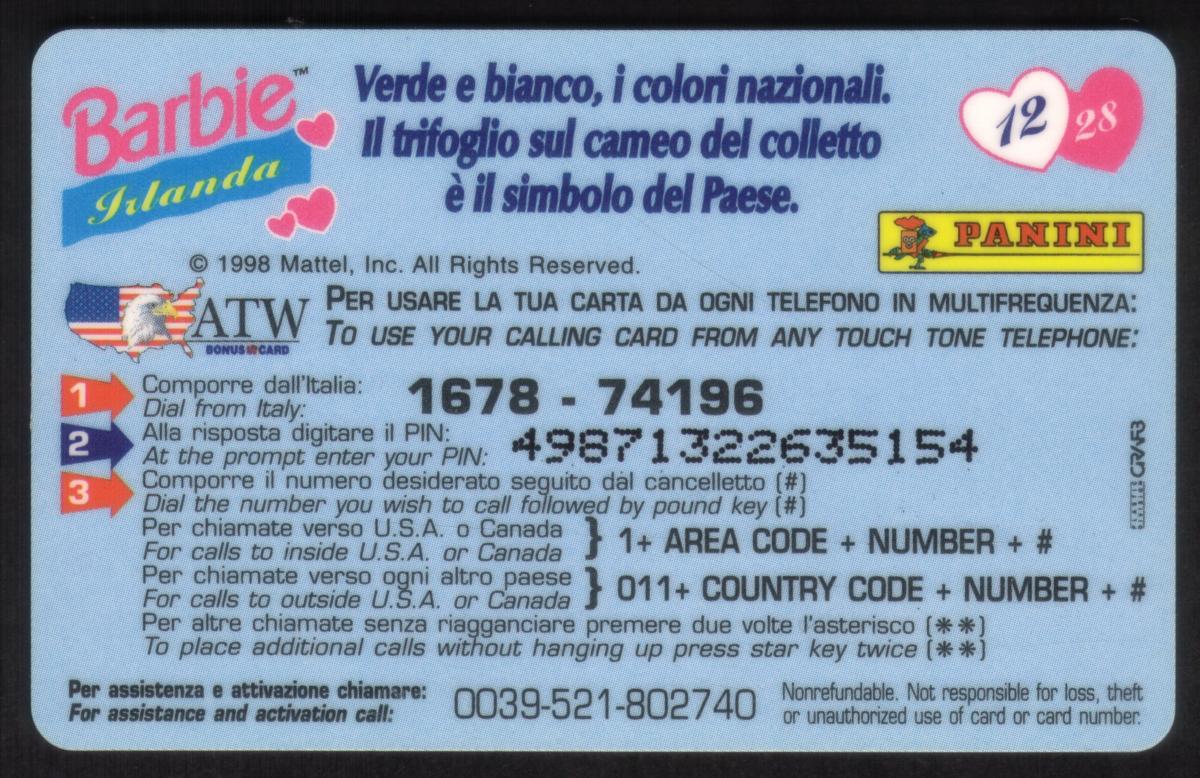 Barbie™
Irlanda
Verde e bianco, i colori nazionali.
Il trifoglio sul cameo del colletto
è il simbolo del Paese.
12
28
PANINI
© 1998 Mattel, Inc. All Rights Reserved.
ATW
BONUS CARD
PER USARE LA TUA CARTA DA OGNI TELEFONO IN MULTIFREQUENZA:
TO USE YOUR CALLING CARD FROM ANY TOUCH TONE TELEPHONE:
1
Comporre dall'Italia:
Dial from Italy:
1678 - 74196
2
Alla risposta digitare il PIN:
At the prompt enter your PIN:
49871322635154
3
Comporre il numero desiderato seguito dal cancelletto (#)
Dial the number you wish to call followed by pound key (#)
Per chiamate verso U.S.A. o Canada
For calls to inside U.S.A. or Canada
} 1+ AREA CODE + NUMBER + #
Per chiamate verso ogni altro paese
For calls to outside U.S.A. or Canada
} 011+ COUNTRY CODE + NUMBER + #
Per altre chiamate senza riagganciare premere due volte l'asterisco (**)
To place additional calls without hanging up press star key twice (**)
Per assistenza e attivazione chiamare:
For assistance and activation call:
0039-521-802740
Nonrefundable. Not responsible for loss, theft
or unauthorized use of card or card number.